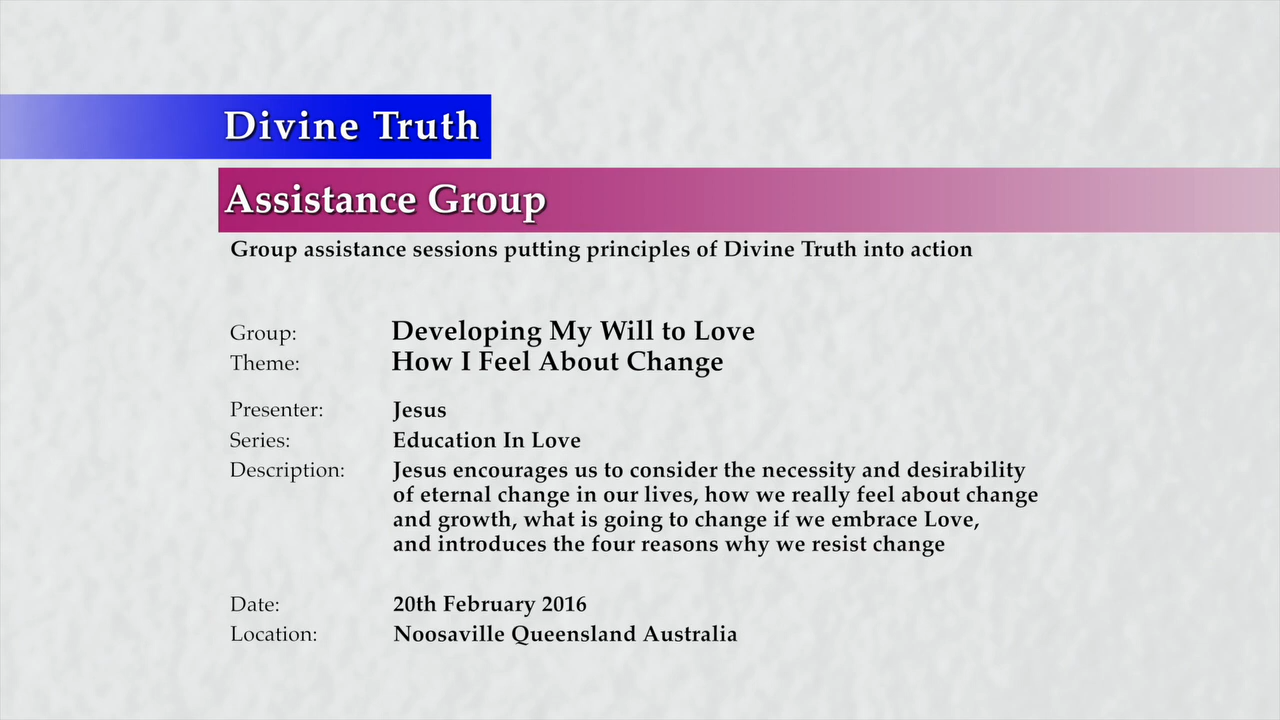 Divine Truth
Assistance Group
Group assistance sessions putting principles of Divine Truth into action
Group: Developing My Will to Love
Theme: How I Feel About Change
Presenter: Jesus
Series: Education In Love
Description: Jesus encourages us to consider the necessity and desirability
of eternal change in our lives, how we really feel about change
and growth, what is going to change if we embrace Love,
and introduces the four reasons why we resist change
Date: 20th February 2016
Location: Noosaville Queensland Australia